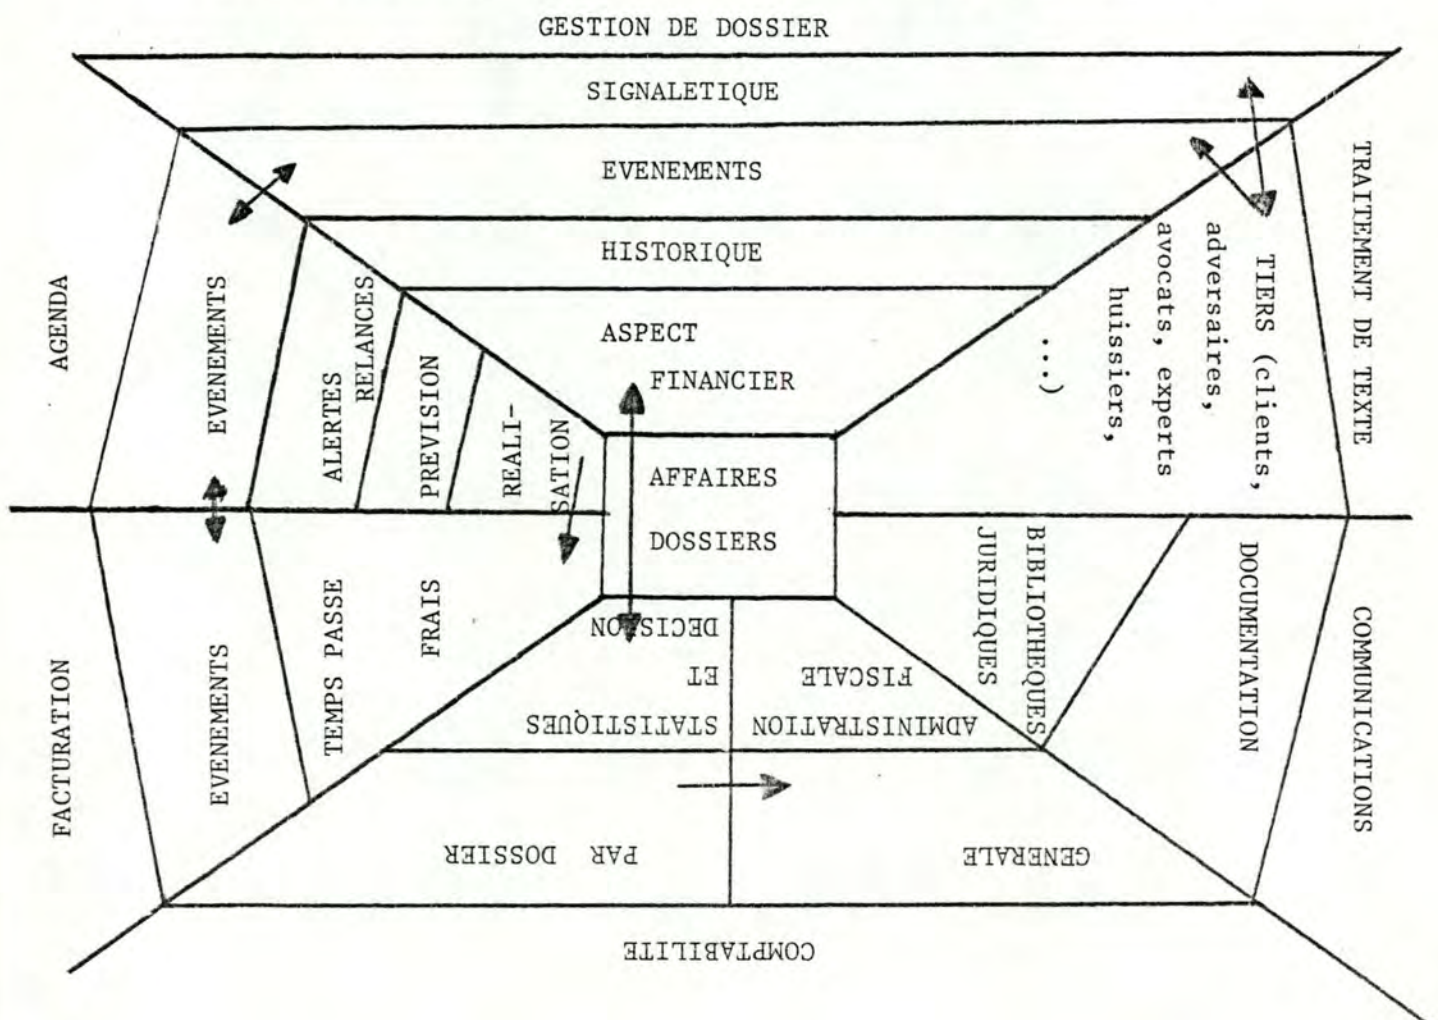 GESTION DE DOSSIER
SIGNALETIQUE
EVENEMENTS
HISTORIQUE
ASPECT
FINANCIER
AFFAIRES
DOSSIERS
AGENDA
EVENEMENTS
ALERTES
RELANCES
PREVISION
REALI-
SATION
TRAITEMENT DE TEXTE
TIERS (clients,
adversaires,
avocats, experts
huissiers,
...)
FACTURATION
EVENEMENTS
TEMPS PASSE
FRAIS
COMMUNICATIONS
DOCUMENTATION
BIBLIOTHEQUES
JURIDIQUES
COMPTABILITE
PAR DOSSIER
GENERALE
STATISTIQUES
ET
DECISION
ADMINISTRATION
FISCALE